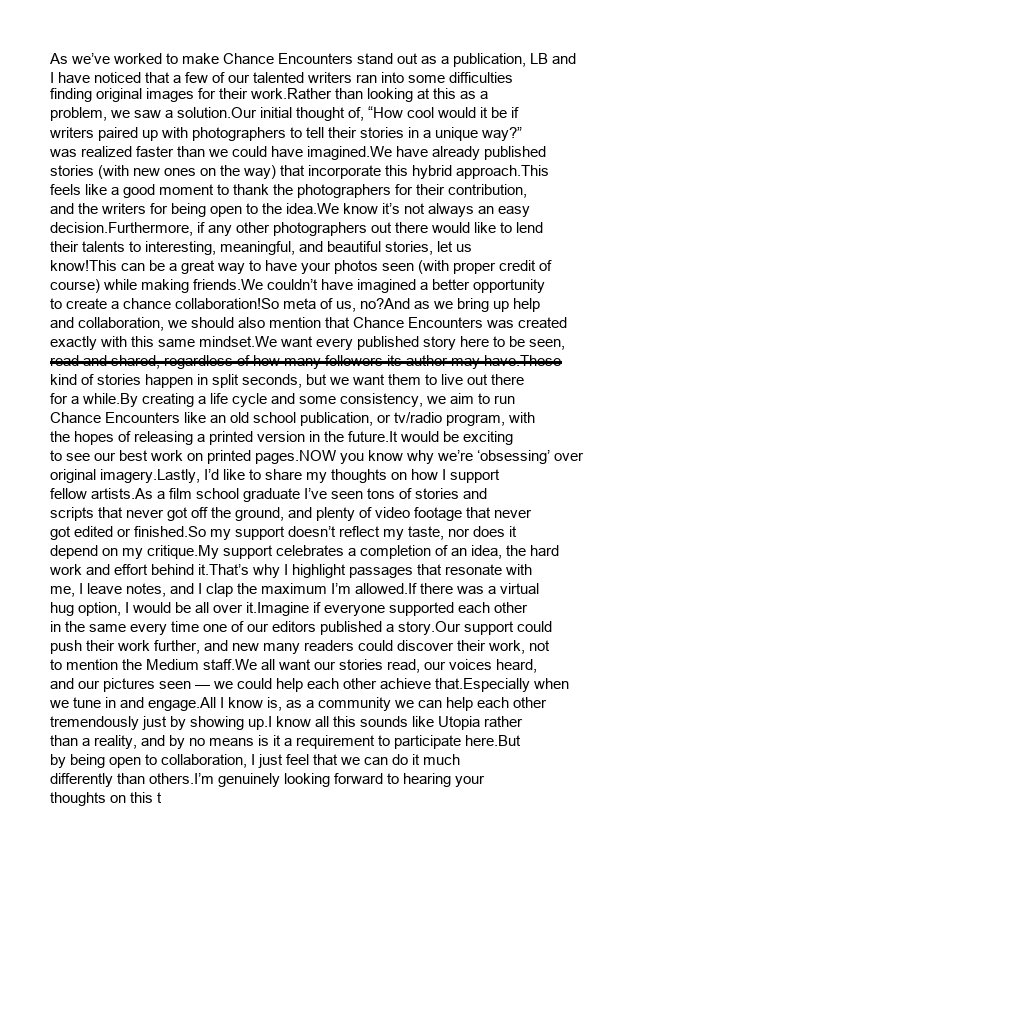 As we’ve worked to make Chance Encounters stand out as a publication, LB and
I have noticed that a few of our talented writers ran into some difficulties
finding original images for their work.Rather than looking at this as a
problem, we saw a solution.Our initial thought of, “How cool would it be if
writers paired up with photographers to tell their stories in a unique way?”
was realized faster than we could have imagined.We have already published
stories (with new ones on the way) that incorporate this hybrid approach.This
feels like a good moment to thank the photographers for their contribution,
and the writers for being open to the idea.We know it’s not always an easy
decision.Furthermore, if any other photographers out there would like to lend
their talents to interesting, meaningful, and beautiful stories, let us
know!This can be a great way to have your photos seen (with proper credit of
course) while making friends.We couldn’t have imagined a better opportunity
to create a chance collaboration!So meta of us, no?And as we bring up help
and collaboration, we should also mention that Chance Encounters was created
exactly with this same mindset.We want every published story here to be seen,
read and shared, regardless of how many followers its author may have.These
kind of stories happen in split seconds, but we want them to live out there
for a while.By creating a life cycle and some consistency, we aim to run
Chance Encounters like an old school publication, or tv/radio program, with
the hopes of releasing a printed version in the future.It would be exciting
to see our best work on printed pages.NOW you know why we’re ‘obsessing’ over
original imagery.Lastly, I’d like to share my thoughts on how I support
fellow artists.As a film school graduate I’ve seen tons of stories and
scripts that never got off the ground, and plenty of video footage that never
got edited or finished.So my support doesn’t reflect my taste, nor does it
depend on my critique.My support celebrates a completion of an idea, the hard
work and effort behind it.That’s why I highlight passages that resonate with
me, I leave notes, and I clap the maximum I’m allowed.If there was a virtual
hug option, I would be all over it.Imagine if everyone supported each other
in the same every time one of our editors published a story.Our support could
push their work further, and new many readers could discover their work, not
to mention the Medium staff.We all want our stories read, our voices heard,
and our pictures seen — we could help each other achieve that.Especially when
we tune in and engage.All I know is, as a community we can help each other
tremendously just by showing up.I know all this sounds like Utopia rather
than a reality, and by no means is it a requirement to participate here.But
by being open to collaboration, I just feel that we can do it much
differently than others.I’m genuinely looking forward to hearing your
thoughts on this t